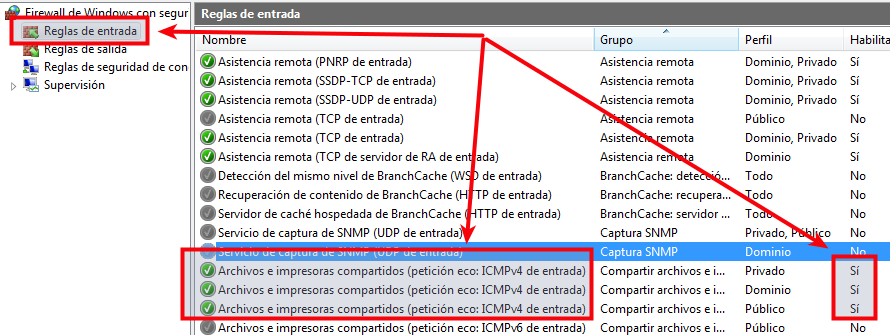 Firewall de Windows con segur
Reglas de entrada
Reglas de salida
Reglas de seguridad de con
Supervisión
Reglas de entrada
Nombre Grupo Perfil Habilita
Asistencia remota (PNRP de entrada) Asistencia remota Dominio, Privado Sí
Asistencia remota (SSDP-TCP de entrada) Asistencia remota Dominio, Privado Sí
Asistencia remota (SSDP-UDP de entrada) Asistencia remota Dominio, Privado Sí
Asistencia remota (TCP de entrada) Asistencia remota Público No
Asistencia remota (TCP de entrada) Asistencia remota Dominio, Privado Sí
Asistencia remota (TCP de servidor de RA de entrada) Asistencia remota Dominio Sí
Detección del mismo nivel de BranchCache (WSD de entrada) BranchCache: detecció... Todo No
Recuperación de contenido de BranchCache (HTTP de entrada) BranchCache: recupera... Todo No
Servidor de caché hospedada de BranchCache (HTTP de entrada) BranchCache: servidor ... Todo No
Servicio de captura de SNMP (UDP de entrada) Captura SNMP Privado, Público No
Servicio de captura de SNMP (UDP de entrada) Captura SNMP Dominio No
Archivos e impresoras compartidos (petición eco: ICMPv4 de entrada) Compartir archivos e i... Privado Sí
Archivos e impresoras compartidos (petición eco: ICMPv4 de entrada) Compartir archivos e i... Dominio Sí
Archivos e impresoras compartidos (petición eco: ICMPv4 de entrada) Compartir archivos e i... Público Sí
Archivos e impresoras compartidos (petición eco: ICMPv6 de entrada) Compartir archivos e i... Público No